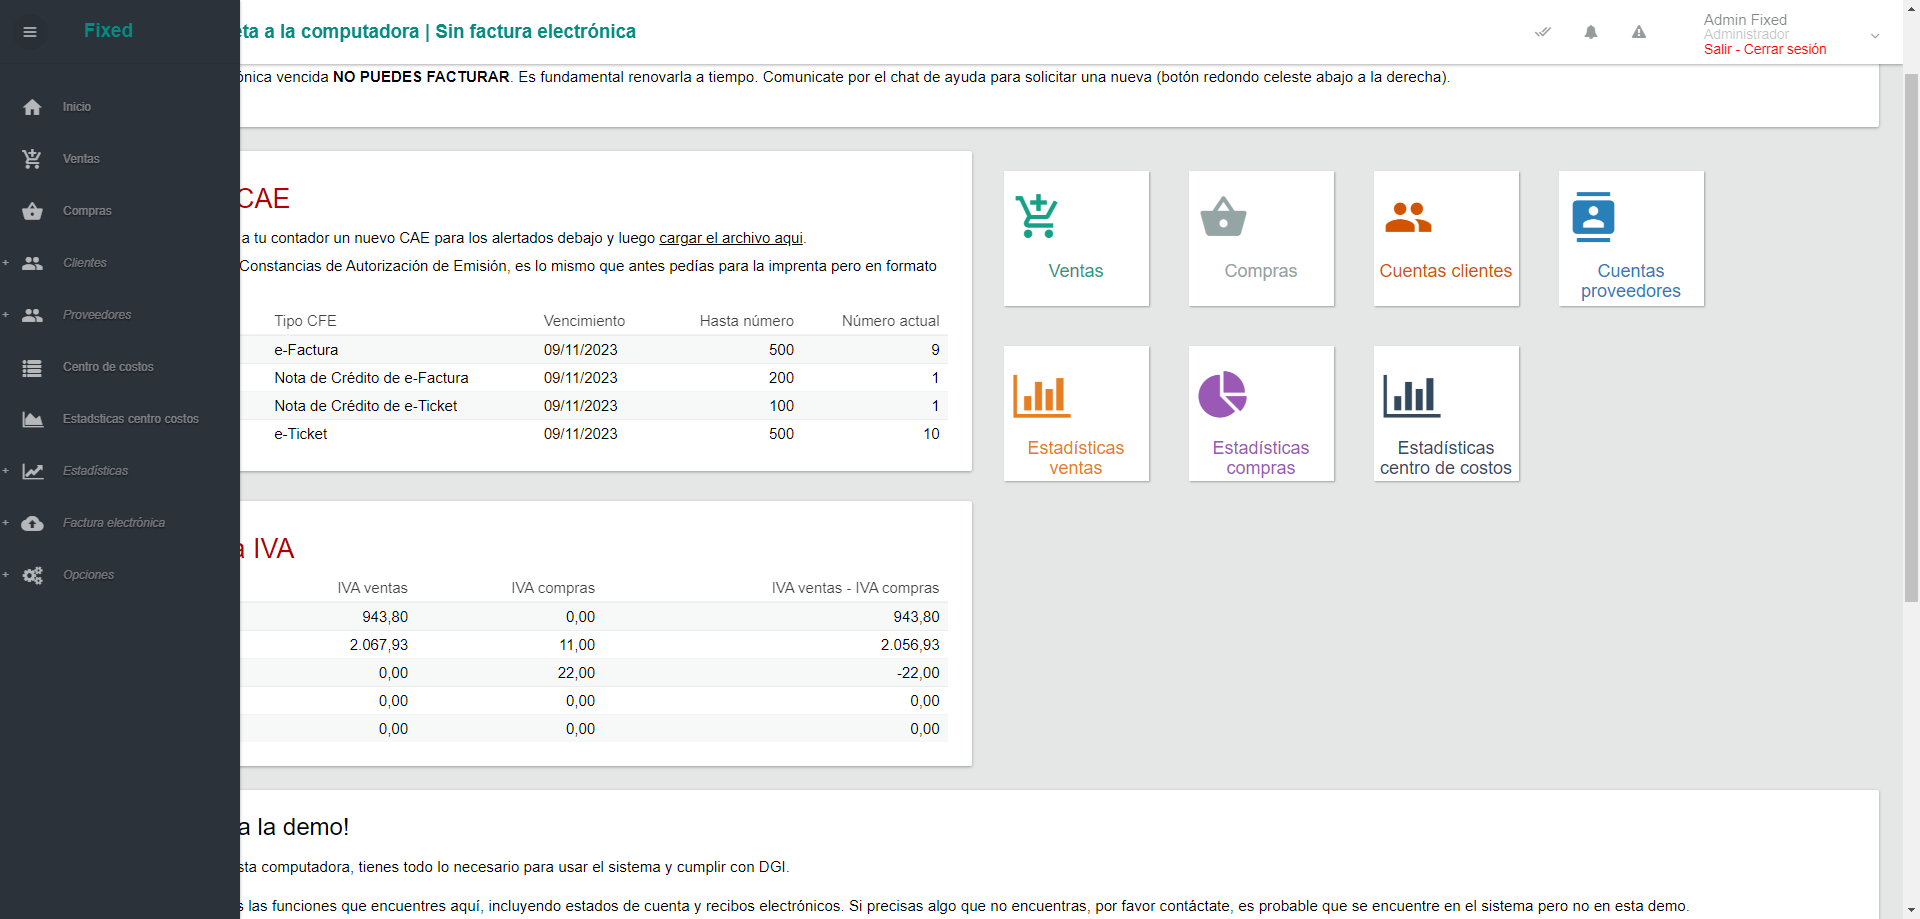 Fixed
eta a la computadora | Sin factura electrónica
Admin Fixed
Administrador
Salir - Cerrar sesión
ónica vencida NO PUEDES FACTURAR. Es fundamental renovarla a tiempo. Comunicate por el chat de ayuda para solicitar una nueva (botón redondo celeste abajo a la derecha).
Inicio
Ventas
Compras
+ Clientes
+ Proveedores
Centro de costos
Estadsticas centro costos
+ Estadísticas
+ Factura electrónica
+ Opciones
CAE
a tu contador un nuevo CAE para los alertados debajo y luego cargar el archivo aqui.
Constancias de Autorización de Emisión, es lo mismo que antes pedías para la imprenta pero en formato
Tipo CFE Vencimiento Hasta número Número actual
e-Factura 09/11/2023 500 9
Nota de Crédito de e-Factura 09/11/2023 200 1
Nota de Crédito de e-Ticket 09/11/2023 100 1
e-Ticket 09/11/2023 500 10
Ventas
Compras
Cuentas clientes
Cuentas
proveedores
Estadísticas
ventas
Estadísticas
compras
Estadísticas
centro de costos
a IVA
IVA ventas IVA compras IVA ventas - IVA compras
943,80 0,00 943,80
2.067,93 11,00 2.056,93
0,00 22,00 -22,00
0,00 0,00 0,00
0,00 0,00 0,00
a la demo!
sta computadora, tienes todo lo necesario para usar el sistema y cumplir con DGI.
s las funciones que encuentres aquí, incluyendo estados de cuenta y recibos electrónicos. Si precisas algo que no encuentras, por favor contáctate, es probable que se encuentre en el sistema pero no en esta demo.